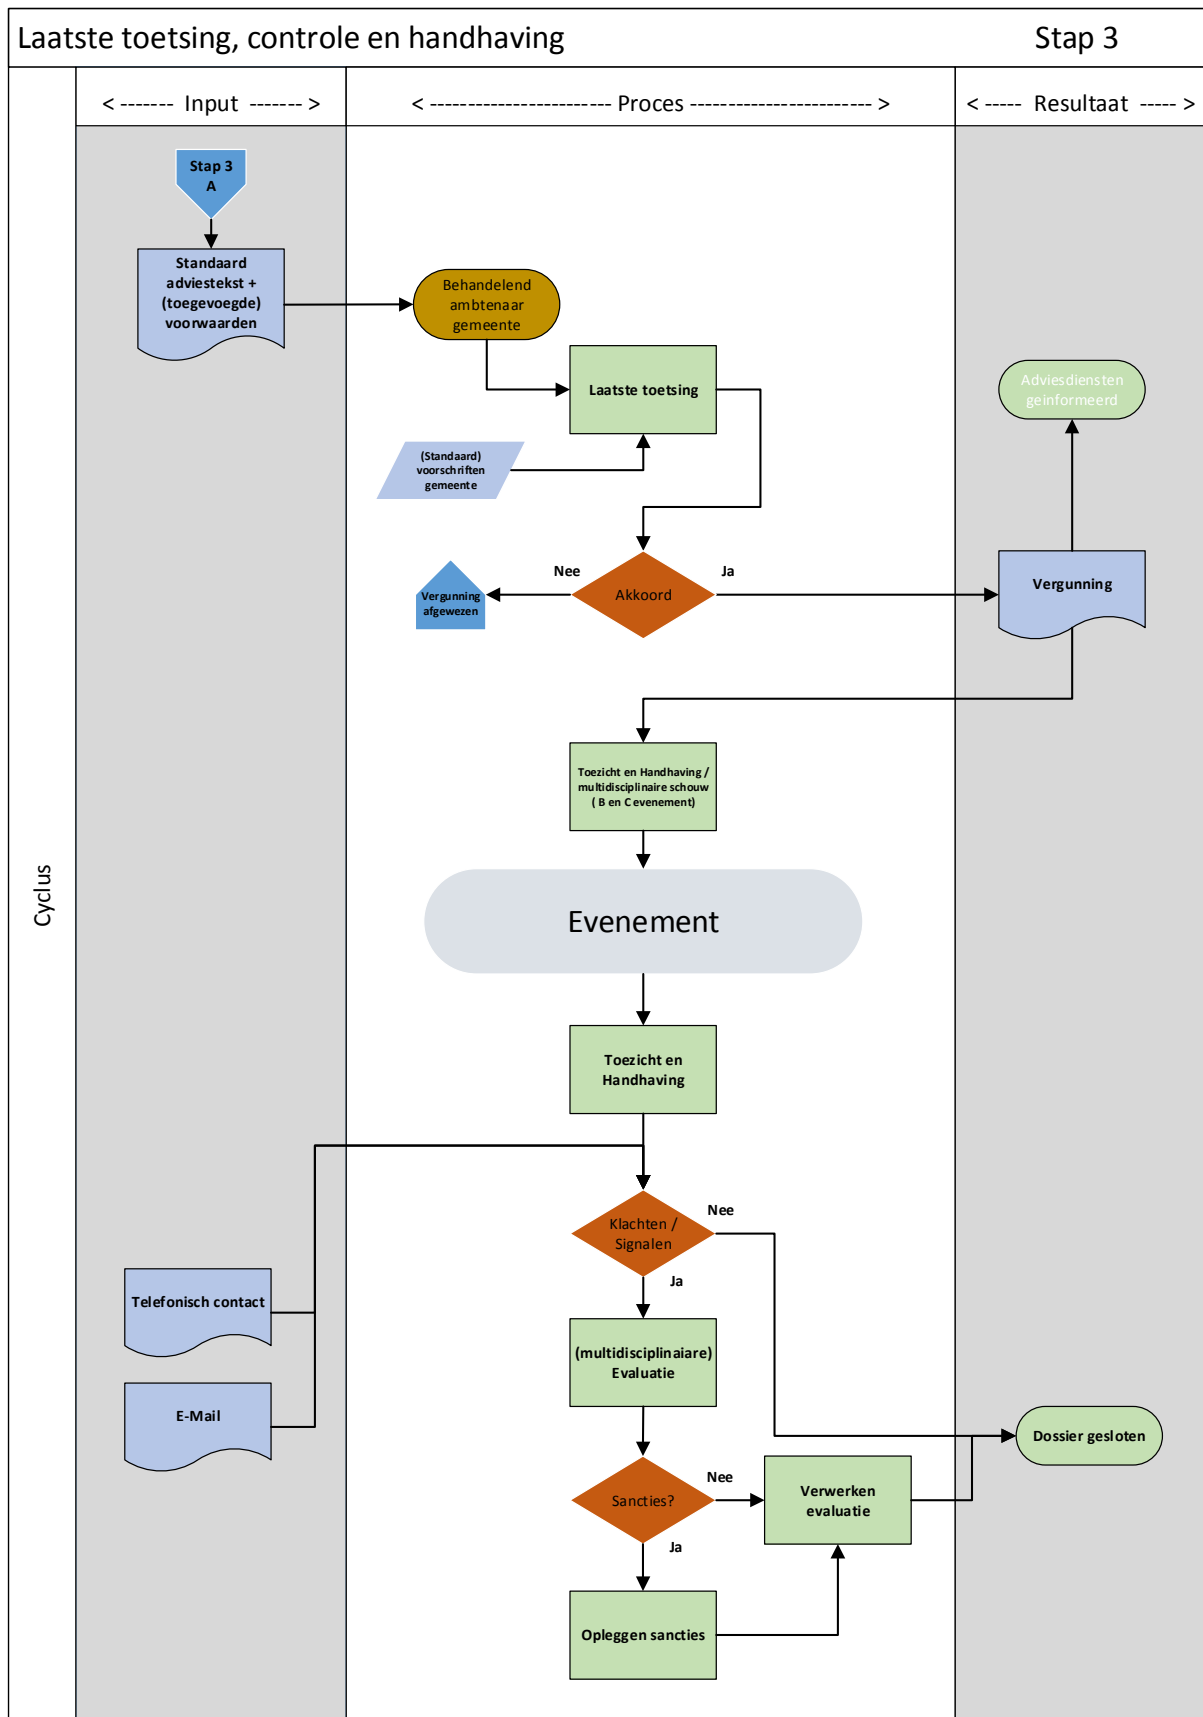 Laatste toetsing, controle en handhaving
Stap 3
< ------- Input ------- >
< ------------------------ Proces ------------------------ >
< ----- Resultaat ----- >
Cyclus
Stap 3
A
Standaard
adviestekst +
(toegevoegde)
voorwaarden
Behandelend
ambtenaar
gemeente
Laatste toetsing
Adviesdiensten
geinformeerd
(Standaard)
voorschriften
gemeente
Nee
Ja
Akkoord
Vergunning
afgewezen
Vergunning
Toezicht en Handhaving /
multidisciplinaire schouw
( B en C evenement)
Evenement
Toezicht en
Handhaving
Klachten /
Signalen
Nee
Ja
Telefonisch contact
(multidisciplinaiare)
Evaluatie
E-Mail
Dossier gesloten
Sancties?
Nee
Ja
Verwerken
evaluatie
Opleggen sancties